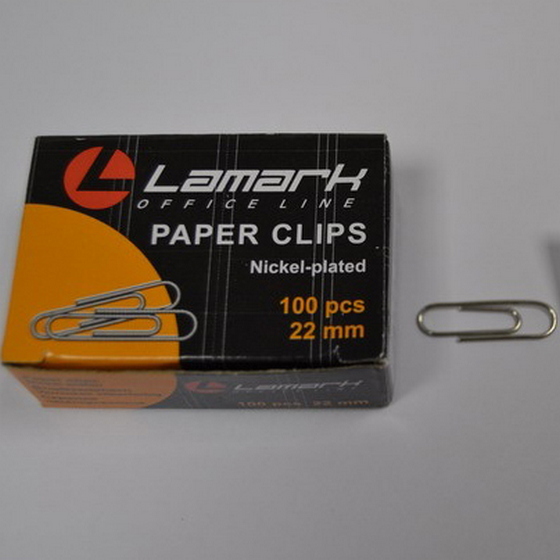 Lamark
OFFICE LINE
PAPER CLIPS
Nickel-plated
100 pcs
22 mm
Lamark
100 pcs 22 mm